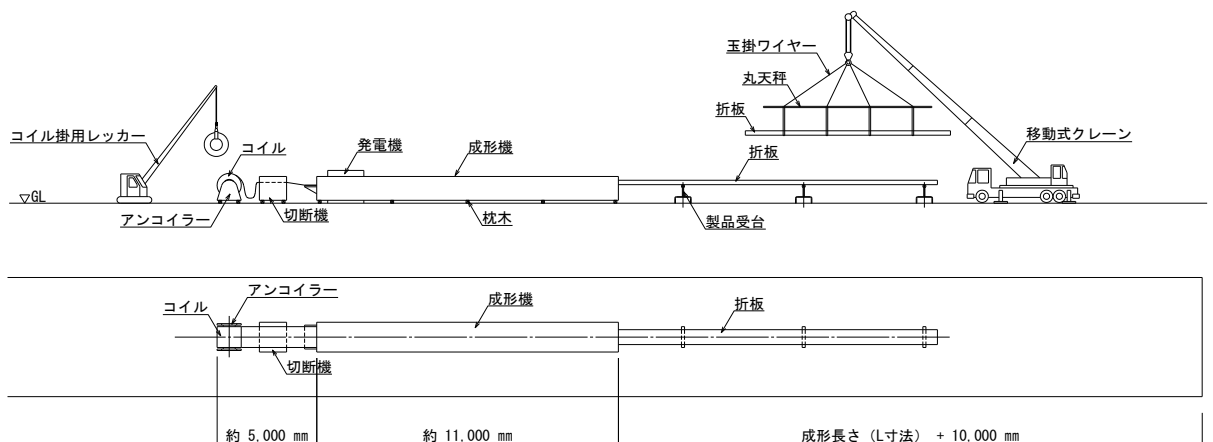 玉掛ワイヤー
丸天秤
折板
コイル掛用レッカー
コイル
発電機
成形機
折板
移動式クレーン
▽GL
アンコイラー
切断機
枕木
製品受台
アンコイラー
コイル
成形機
折板
切断機
約 5,000 mm
約 11,000 mm
成形長さ (L寸法) + 10,000 mm